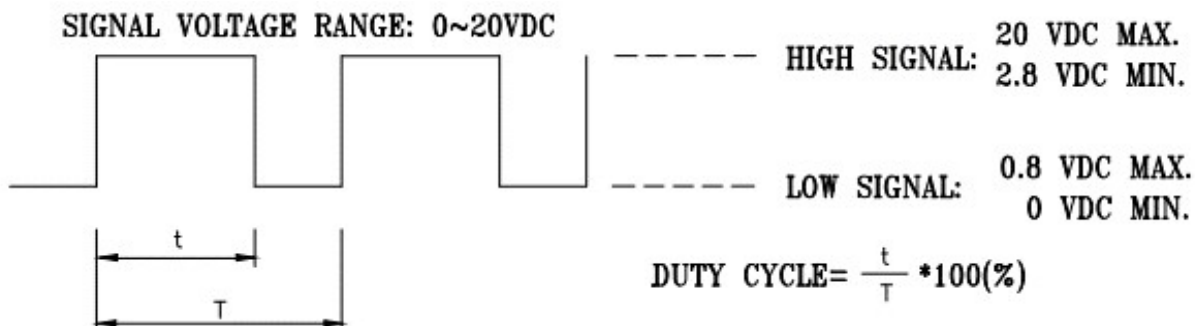 SIGNAL VOLTAGE RANGE: 0~20VDC
HIGH SIGNAL: 20 VDC MAX.
2.8 VDC MIN.
LOW SIGNAL: 0.8 VDC MAX.
0 VDC MIN.
t
T
DUTY CYCLE= t/T *100(%)